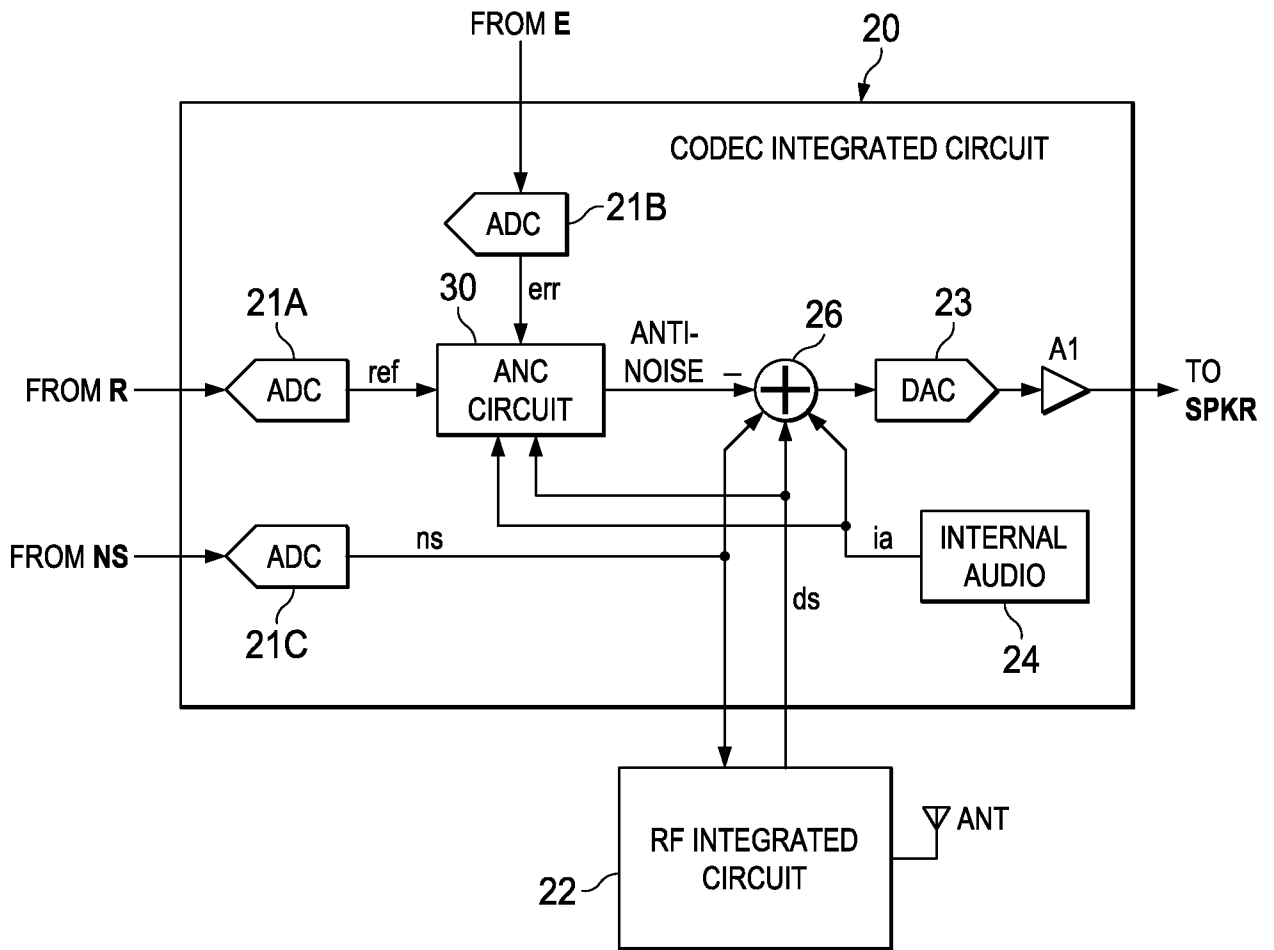 FROM E
20
CODEC INTEGRATED CIRCUIT
ADC
21B
err
21A
30
ANTI-
NOISE
–
26
23
A1
FROM R
ADC
ref
ANC
CIRCUIT
DAC
TO
SPKR
FROM NS
ADC
ns
ia
INTERNAL
AUDIO
21C
ds
24
RF INTEGRATED
CIRCUIT
ANT
22